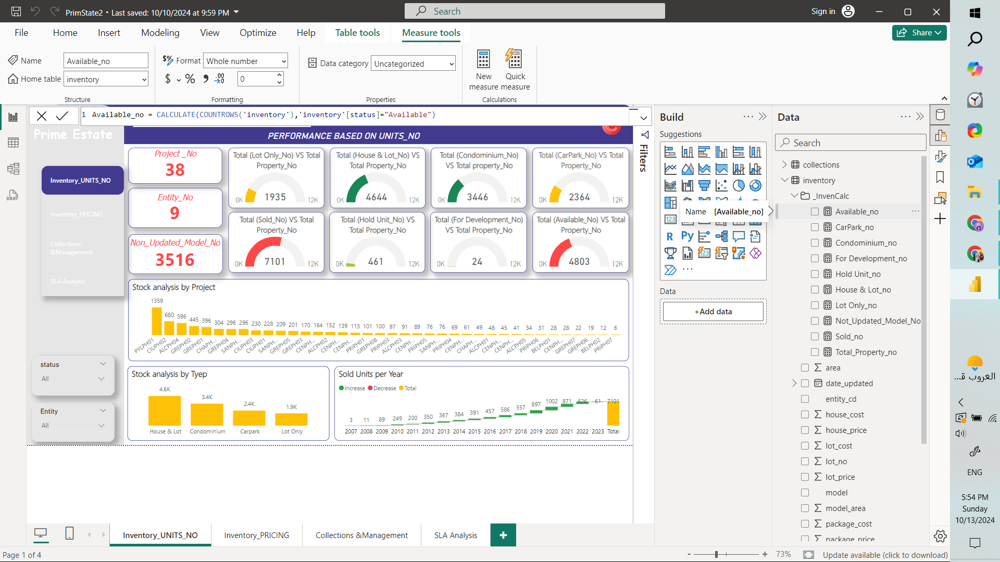 PrimState2 • Last saved: 10/10/2024 at 9:59 PM
Search
Sign in
File
Home
Insert
Modeling
View
Optimize
Help
Table tools
Measure tools
Share
Name
Available_no
Home table
inventory
Structure
Format
Whole number
$
%
0
Formatting
Data category
Uncategorized
Properties
New measure
Quick measure
Calculations
1 Available_no = CALCULATE(COUNTROWS('inventory'),'inventory'[status]="Available")
Prime Estate
PERFORMANCE BASED ON UNITS_NO
Inventory_UNITS_NO
Inventory_PRICING
Collections &Management
SLA Analysis
status
All
Entity
All
Project _No
38
Entity_No
9
Non_Updated_Model_No
3516
Total (Lot Only_No) VS Total Property_No
0K 1935 12K
Total (House & Lot_No) VS Total Property_No
0K 4644 12K
Total (Condominium_No) VS Total property_No
0K 3446 12K
Total (CarPark_No) VS Total Property_No
0K 2364 12K
Total (Sold_No) VS Total Property_No
0K 7101 12K
Total (Hold Unit_No) VS Total Property_No
0K 461 12K
Total (For Development_No) VS Total Property_No
0K 24 12K
Total (Available_No) VS Total Property_No
0K 4803 12K
Stock analysis by Project
1359 680 596 445 396 304 296 296 230 228 209 201 170 164 152 139 113 101 100 97 91 89 76 76 69 61 49 48 45 41 34 31 28 28 22 19 12 6
PYLPH01 CIUPH02 ALCPH04 GREPH02 GREPH01 CHAPH... GREPH04 SANPH... CIUPH03 CIUPH01 SANPH... GREPH05 GREPH03 CENPH... ALCPH02 CENPH... CENPH... PRIPH01 GREPH08 PRIPH03 ALCPH03 CENPH... PRIPH05 SANPH... PRIPH04 CENPH... CHAPH... ALCPH01 CENPH... CENPH... ALCPH05 PRIPH06 BELPH01 CENPH... GREPH07 GREPH06 BELPH02 PRIPH07
Stock analysis by Tyep
4.6K 3.4K 2.4K 1.9K
House & Lot Condominium Carpark Lot Only
Sold Units per Year
Increase Decrease Total
3 11 89 249 200 350 367 384 391 457 586 557 897 1002 871 626 61 7101
2007 2008 2009 2010 2011 2012 2013 2014 2015 2016 2017 2018 2019 2020 2021 2022 2023 Total
Filters
Build
Suggestions
Name [Available_no]
R
Py
123
123
Data
+Add data
Data
Search
collections
inventory
_InvenCalc
Available_no
CarPark_no
Condominium_no
For Development_no
Hold Unit_no
House & Lot_no
Lot Only_no
Not_Updated_Model_No
Sold_no
Total_Property_no
area
date_updated
entity_cd
house_cost
house_price
lot_cost
lot_no
lot_price
model
model_area
package_cost
package_price
Inventory_UNITS_NO
Inventory_PRICING
Collections &Management
SLA Analysis
Page 1 of 4
73%
Update available (click to download)
الغروب ق...
ENG
5:54 PM
Sunday
10/13/2024